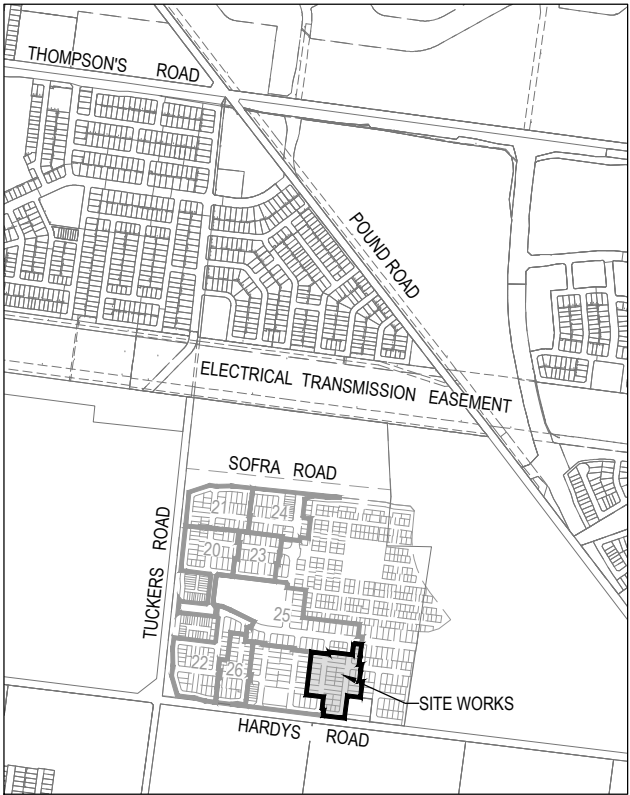 THOMPSON'S ROAD
POUND ROAD
ELECTRICAL TRANSMISSION EASEMENT
SOFRA ROAD
21
24
20
23
TUCKERS ROAD
25
22
26
SITE WORKS
HARDYS ROAD